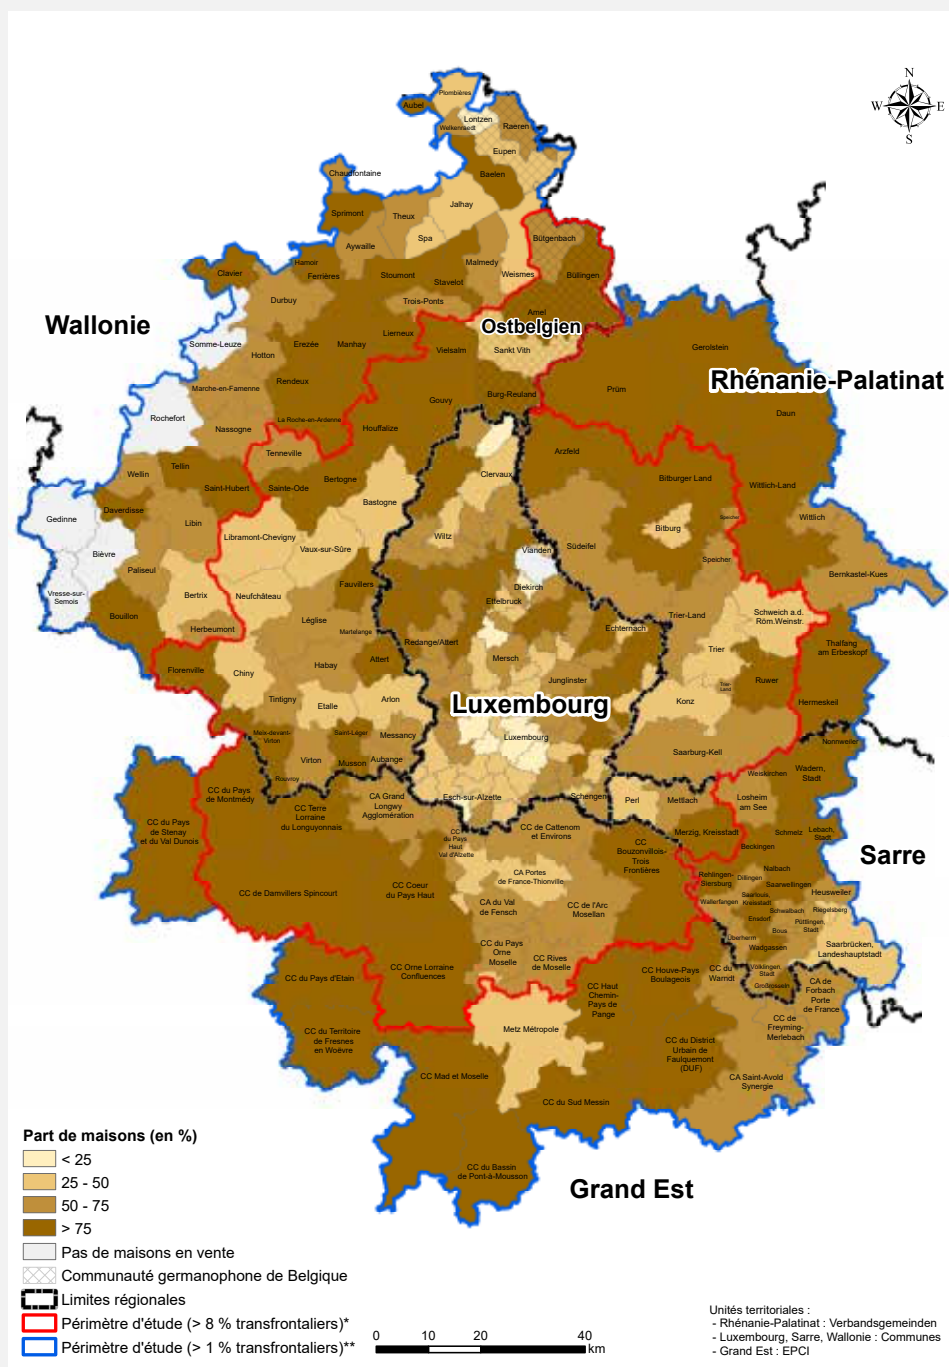 N
W
E
S
Plombières
Aubel
Lontzen
Welkenraedt
Raeren
Eupen
Chaudfontaine
Baelen
Sprimont
Theux
Jalhay
Spa
Aywaille
Bütgenbach
Malmedy
Hamoir
Clavier
Ferrières
Stoumont
Weismes
Büllingen
Stavelot
Durbuy
Trois-Ponts
Amel
Wallonie
Ostbelgien
Somme-Leuze
Lierneux
Erezée
Manhay
Vielsalm
Sankt Vith
Gerolstein
Hotton
Rendeux
Rhénanie-Palatinat
Marche-en-Famenne
Prüm
Burg-Reuland
Gouvy
Rochefort
La Roche-en-Ardenne
Daun
Nassogne
Houffalize
Tenneville
Arzfeld
Tellin
Wellin
Clervaux
Bertogne
Bitburger Land
Saint-Hubert
Sainte-Ode
Wittlich-Land
Bastogne
Daverdisse
Gedinne
Libin
Speicher
Wittlich
Bitburg
Libramont-Chevigny
Wiltz
Bièvre
Vaux-sur-Sûre
Südeifel
Vianden
Speicher
Paliseul
Bernkastel-Kues
Vresse-sur-
Semois
Fauvillers
Diekirch
Bertrix
Neufchâteau
Ettelbruck
Bouillon
Léglise
Trier-Land
Schweich a.d.
Röm.Weinstr.
Herbeumont
Martelange
Echternach
Redange/Attert
Thalfang
am Erbeskopf
Trier
Attert
Mersch
Florenville
Habay
Chiny
Junglinster
Ruwer
Trier-
Land
Tintigny
Arlon
Konz
Hermeskeil
Etalle
Luxembourg
Meix-devant-
Virton
Saint-Léger
Messancy
Luxembourg
Nonnweiler
Virton
Musson
Aubange
Saarburg-Kell
Weiskirchen
Wadern,
Stadt
Rouvroy
CC du Pays
de Montmédy
CA Grand
Longwy
Agglomération
Esch-sur-Alzette
Schengen
Perl
Mettlach
Losheim
am See
CC Terre
Lorraine
du Longuyonnais
CC du Pays
de Stenay
et du Val Dunois
CC
du Pays
Haut
Val d'Alzette
CC de Cattenom
et Environs
Merzig, Kreisstadt
Schmelz
Lebach,
Stadt
CC
Bouzonvillois-
Trois
Frontières
Beckingen
Sarre
Nalbach
Rehlingen-
Siersburg
Dillingen
Saarwellingen
CA Portes
de France-Thionville
CC Coeur
du Pays Haut
CC de Damvillers Spincourt
Heusweiler
Wallerfangen
Saarlouis,
Kreisstadt
CA du Val
de Fensch
CC de l'Arc
Mosellan
Schwalbach
Riegelsberg
Ensdorf
Püttlingen,
Stadt
Bous
Überherrn
Wadgassen
Saarbrücken,
Landeshauptstadt
CC du Pays
Orne
Moselle
CC Rives
de Moselle
CC Orne Lorraine
Confluences
CC du Pays d'Etain
CC Houve-Pays
Boulageois
CC du
Warndt
Völklingen,
Stadt
Großrosseln
CA de
Forbach
Porte
de France
CC Haut
Chemin-
Pays de
Pange
CC de
Freyming-
Merlebach
CC du Territoire
de Fresnes
en Woëvre
Metz Métropole
CC du District
Urbain de
Faulquemont
(DUF)
CC Mad et Moselle
CA Saint-Avold
Synergie
CC du Sud Messin
CC du Bassin
de Pont-à-Mousson
Grand Est
Part de maisons (en %)
< 25
25 - 50
50 - 75
> 75
Pas de maisons en vente
Communauté germanophone de Belgique
Limites régionales
Périmètre d'étude (> 8 % transfrontaliers)*
Périmètre d'étude (> 1 % transfrontaliers)**
0 10 20 40
km
Unités territoriales :
- Rhénanie-Palatinat : Verbandsgemeinden
- Luxembourg, Sarre, Wallonie : Communes
- Grand Est : EPCI